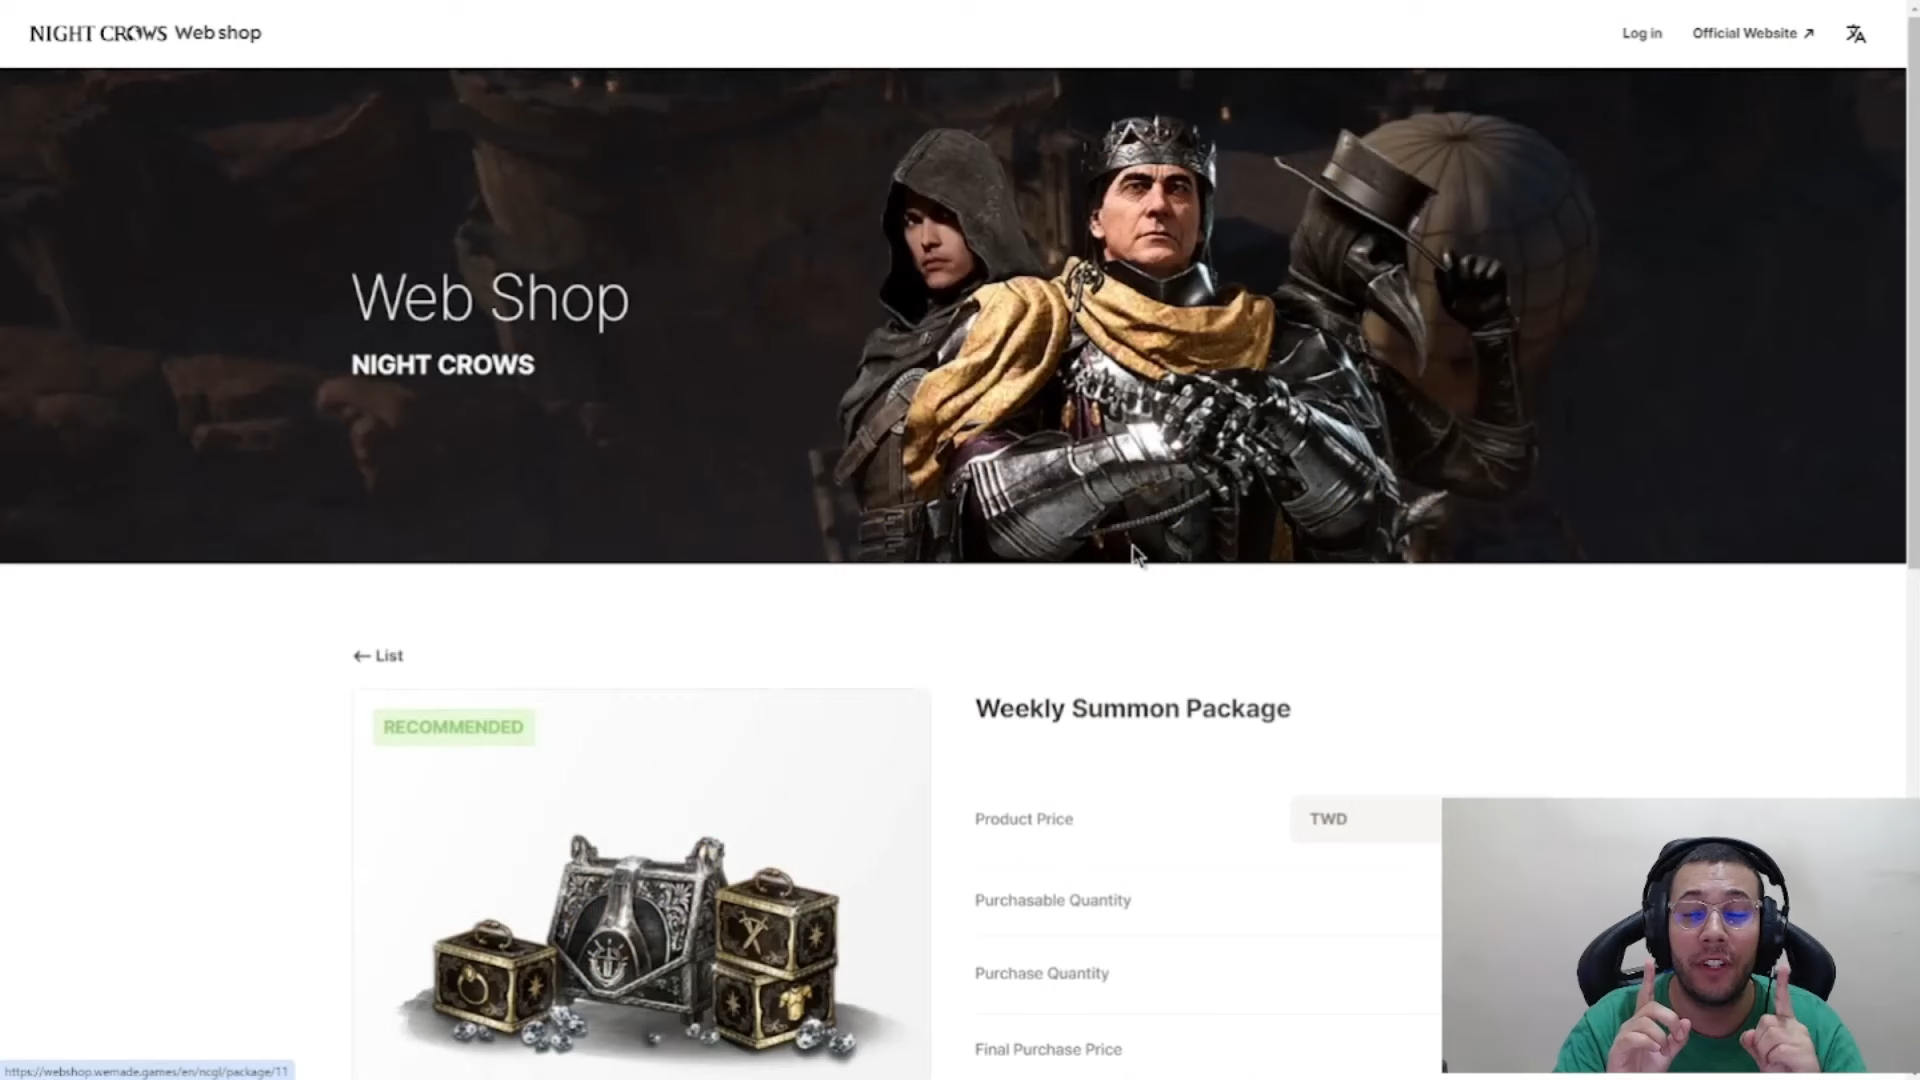 NIGHT CROWS Web shop
Log in
Official Website
Web Shop
NIGHT CROWS
List
RECOMMENDED
Weekly Summon Package
Product Price
TWD
Purchasable Quantity
Purchase Quantity
Final Purchase Price
https://webshop.wemade.games/en/ncgl/package/11